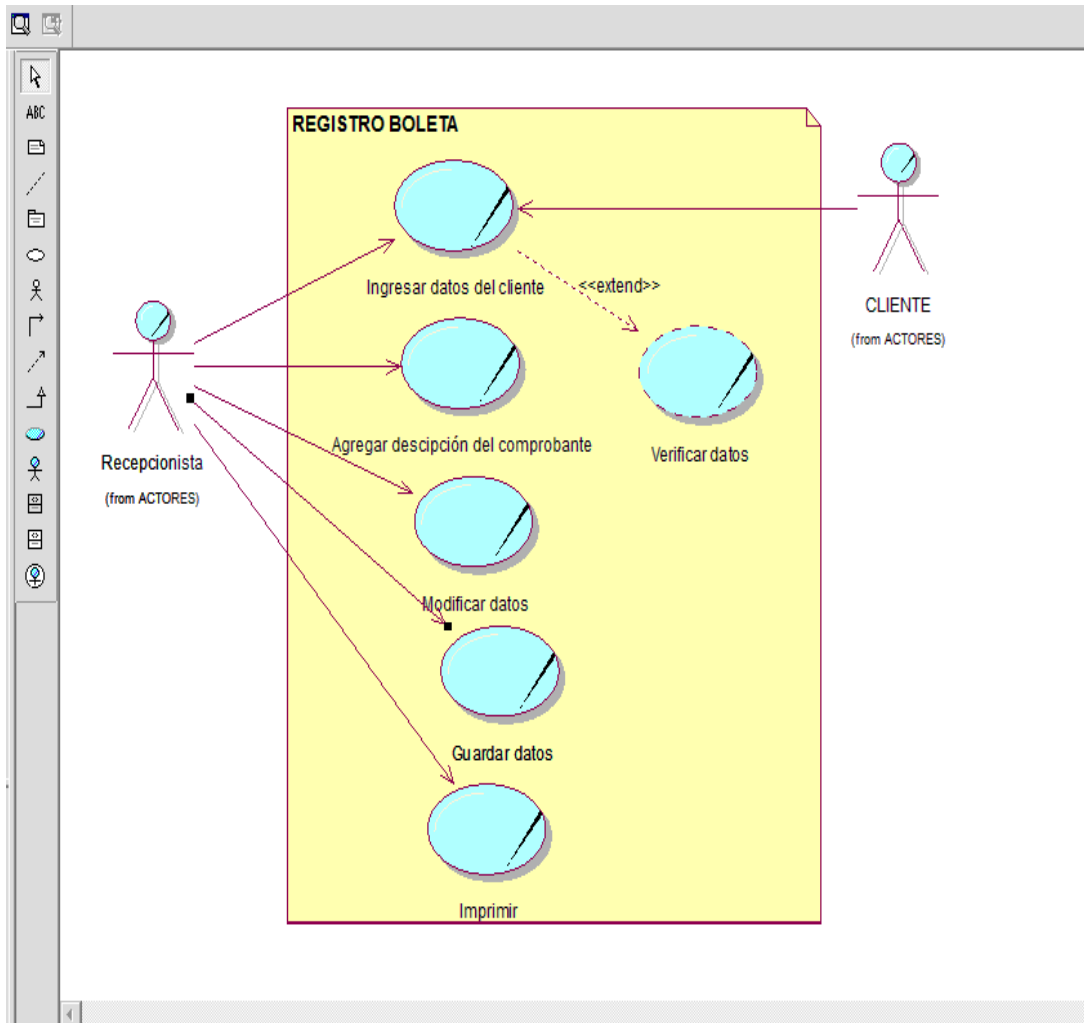 ABC
REGISTRO BOLETA
Ingresar datos del cliente
<<extend>>
CLIENTE
(from ACTORES)
Recepcionista
(from ACTORES)
Agregar descipción del comprobante
Verificar datos
Modificar datos
Guardar datos
Imprimir